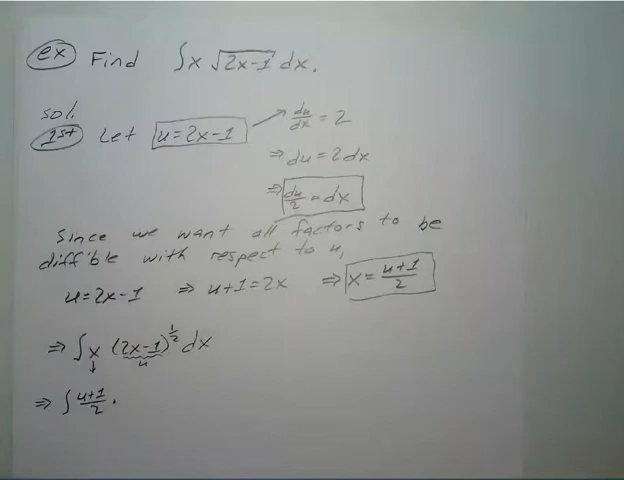 ex Find ∫x √2x-1 dx.
sol.
1st Let u=2x-1 → du/dx = 2
⇒ du = 2dx
⇒ du/2 = dx
Since we want all factors to be
diff'ble with respect to u,
u=2x-1 ⇒ u+1=2x ⇒ x = u+1/2
⇒ ∫x (2x-1)^1/2 dx
↓ u
⇒ ∫ u+1/2 ·